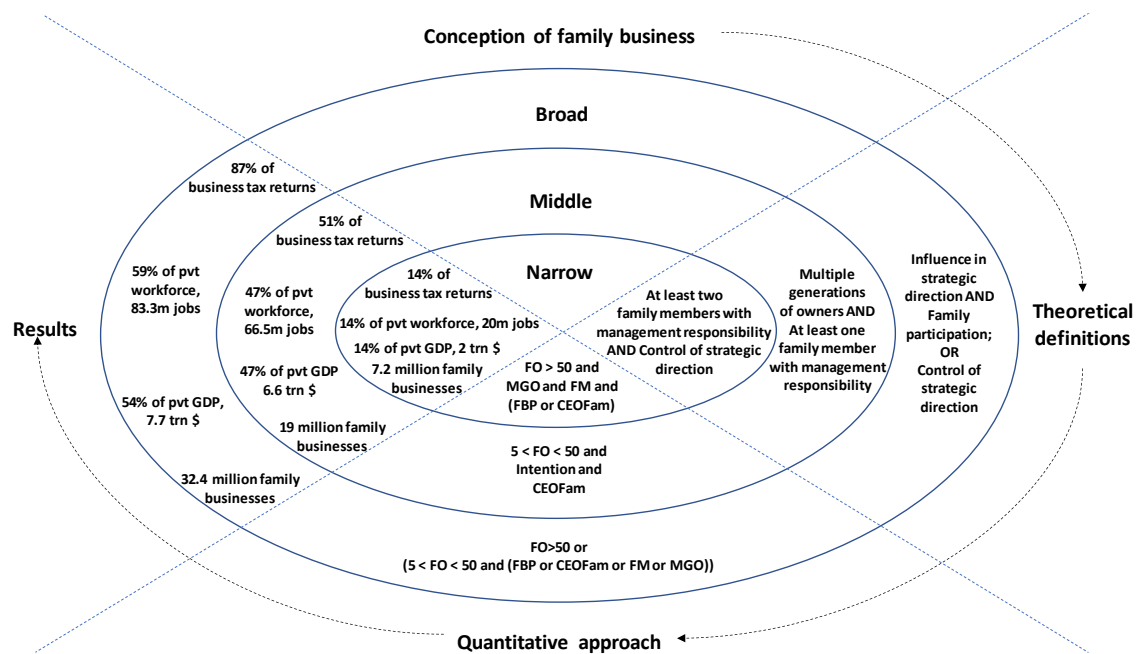 Conception of family business
Broad
87% of
business tax returns
Middle
51% of
business tax returns
Narrow
14% of
business tax returns
59% of pvt
workforce,
83.3m jobs
47% of pvt
workforce,
66.5m jobs
14% of pvt workforce, 20m jobs
14% of pvt GDP, 2 trn $
7.2 million family
businesses
At least two
family members with
management responsibility
AND Control of strategic
direction
Multiple
generations
of owners AND
At least one
family member
with management
responsibility
Influence in
strategic
direction AND
Family
participation;
OR
Control of
strategic
direction
Results
Theoretical
definitions
47% of pvt GDP
6.6 trn $
54% of pvt GDP,
7.7 trn $
FO > 50 and
MGO and FM and
(FBP or CEOFam)
19 million family
businesses
32.4 million family
businesses
5 < FO < 50 and
Intention and
CEOFam
FO>50 or
(5 < FO < 50 and (FBP or CEOFam or FM or MGO))
Quantitative approach